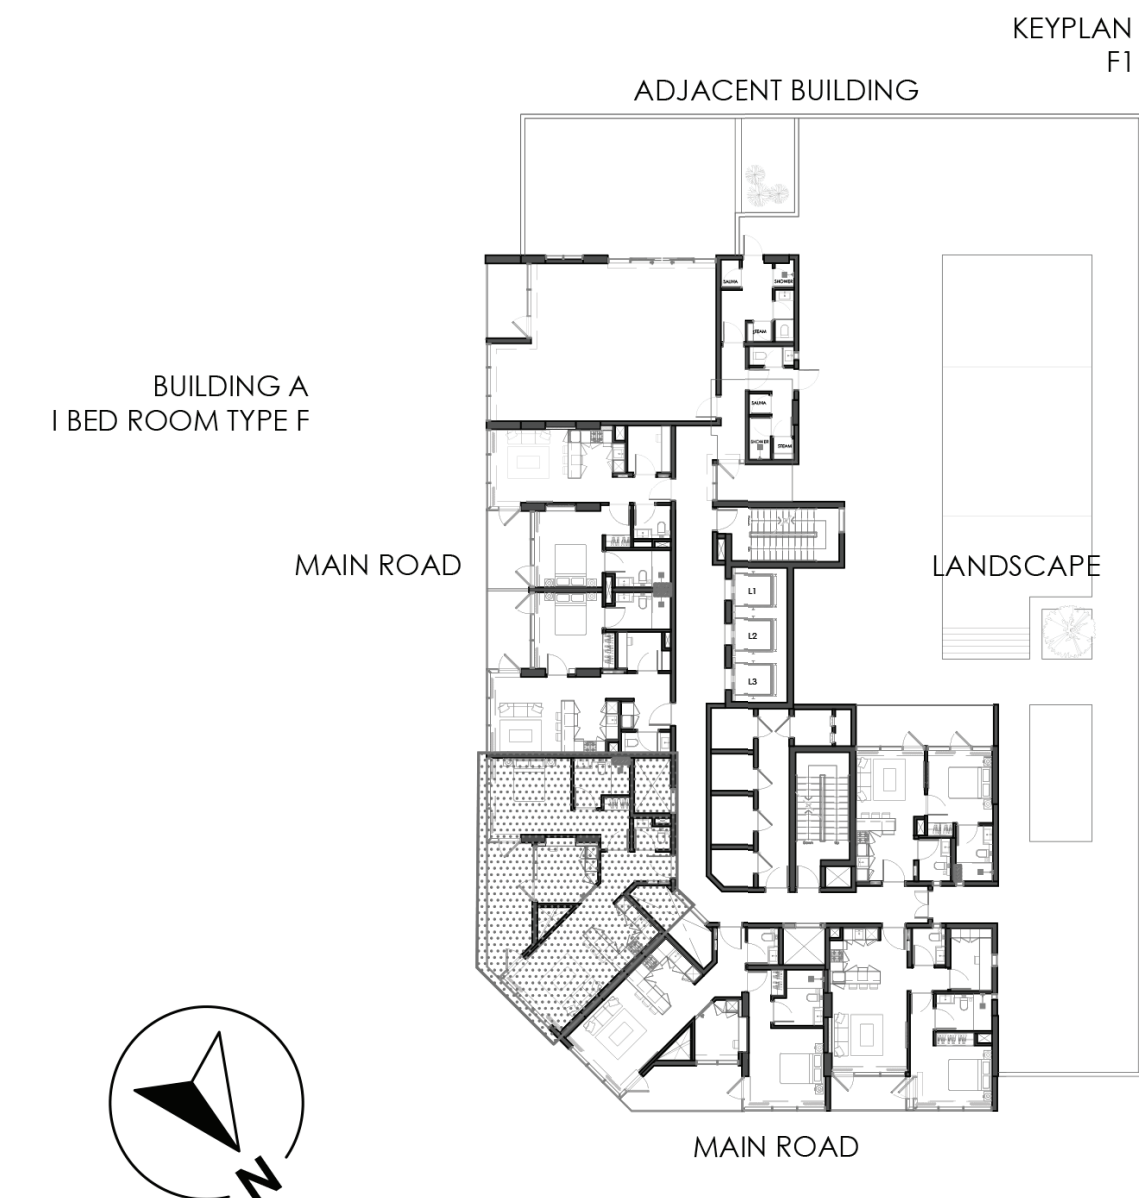 KEYPLAN
F1
ADJACENT BUILDING
SAUNA
SHOWER
STEAM
BUILDING A
I BED ROOM TYPE F
SAUNA
SHOWER
STEAM
MAIN ROAD
LANDSCAPE
L1
L2
L3
MAIN ROAD
N